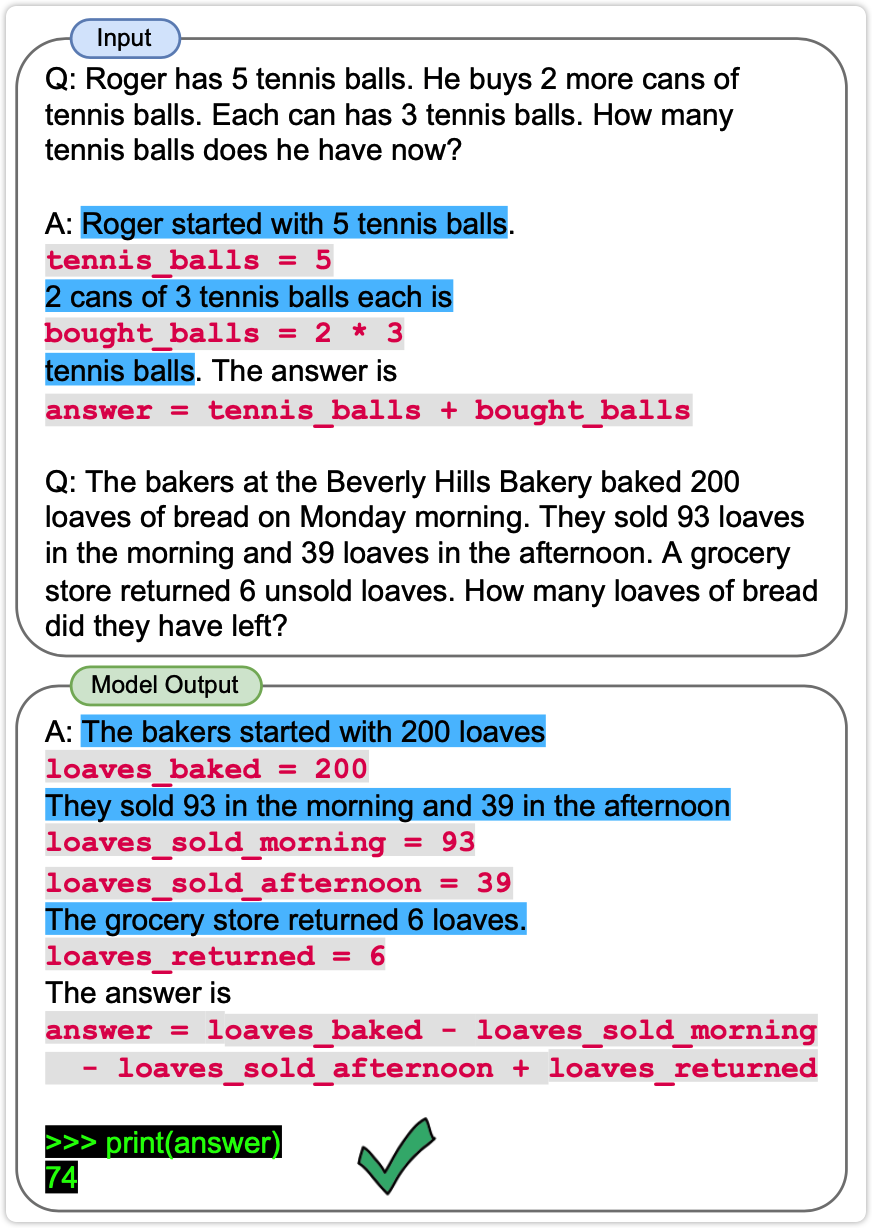 Input
Q: Roger has 5 tennis balls. He buys 2 more cans of
tennis balls. Each can has 3 tennis balls. How many
tennis balls does he have now?
A: Roger started with 5 tennis balls.
tennis_balls = 5
2 cans of 3 tennis balls each is
bought_balls = 2 * 3
tennis balls. The answer is
answer = tennis_balls + bought_balls
Q: The bakers at the Beverly Hills Bakery baked 200
loaves of bread on Monday morning. They sold 93 loaves
in the morning and 39 loaves in the afternoon. A grocery
store returned 6 unsold loaves. How many loaves of bread
did they have left?
Model Output
A: The bakers started with 200 loaves
loaves_baked = 200
They sold 93 in the morning and 39 in the afternoon
loaves_sold_morning = 93
loaves_sold_afternoon = 39
The grocery store returned 6 loaves.
loaves_returned = 6
The answer is
answer = loaves_baked - loaves_sold_morning
- loaves_sold_afternoon + loaves_returned
>>> print(answer)
74